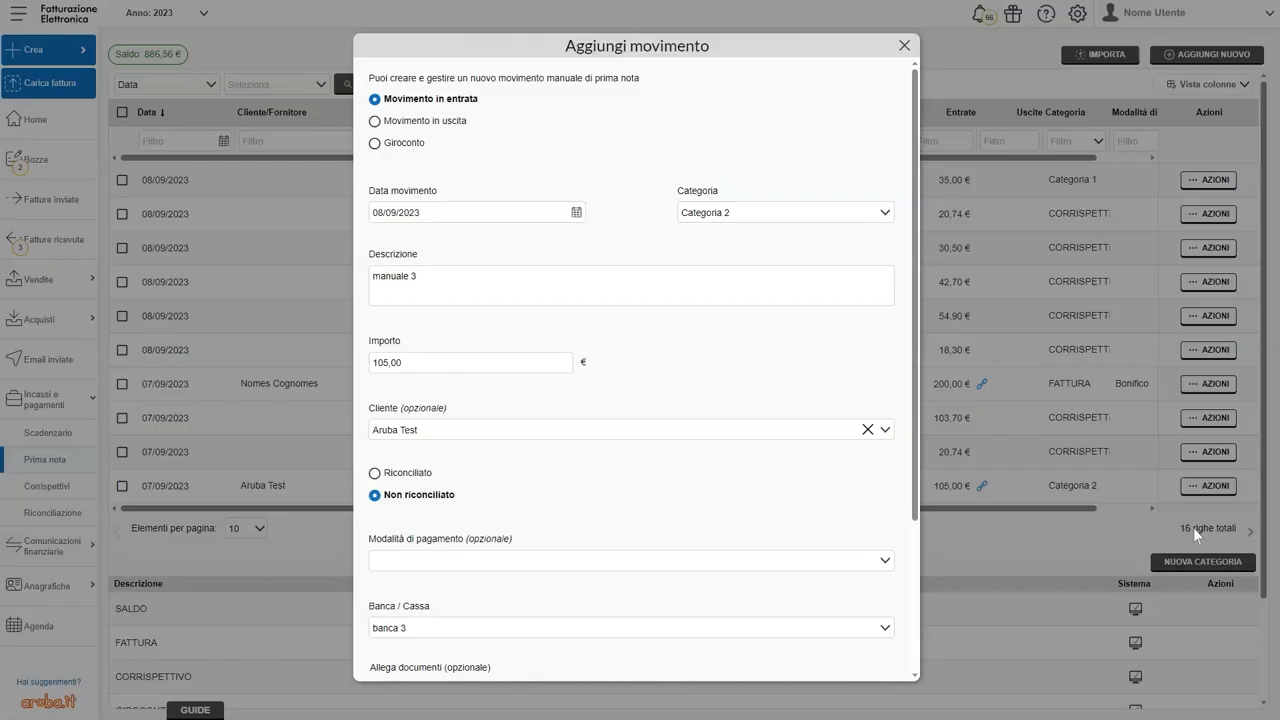 Fatturazione
Elettronica
Anno: 2023
66
Nome Utente
Crea
Carica fattura
Home
Bozze
2
Fatture inviate
Fatture ricevute
3
Vendite
Acquisti
Email inviate
Incassi e
pagamenti
Scadenzario
Prima nota
Corrispettivi
Riconciliazione
Comunicazioni
finanziarie
Anagrafiche
Agenda
Hai suggerimenti?
aruba.it
Saldo: 886,56 €
IMPORTA
AGGIUNGI NUOVO
Data
Seleziona
Vista colonne
Data
Cliente/Fornitore
Entrate
Uscite
Categoria
Modalità di
Azioni
Filtro
Filtro
Filtro
Filtro
Filtro
Filtro
08/09/2023
35,00 €
Categoria 1
AZIONI
08/09/2023
20,74 €
CORRISPETTI
AZIONI
08/09/2023
30,50 €
CORRISPETTI
AZIONI
08/09/2023
42,70 €
CORRISPETTI
AZIONI
08/09/2023
54,90 €
CORRISPETTI
AZIONI
08/09/2023
18,30 €
CORRISPETTI
AZIONI
07/09/2023
Nomes Cognomes
200,00 €
FATTURA
Bonifico
AZIONI
07/09/2023
103,70 €
CORRISPETTI
AZIONI
07/09/2023
20,74 €
CORRISPETTI
AZIONI
07/09/2023
Aruba Test
105,00 €
Categoria 2
AZIONI
Elementi per pagina:
10
16 righe totali
NUOVA CATEGORIA
Descrizione
Sistema
Azioni
SALDO
FATTURA
CORRISPETTIVO
GUIDE
Aggiungi movimento
Puoi creare e gestire un nuovo movimento manuale di prima nota
Movimento in entrata
Movimento in uscita
Giroconto
Data movimento
Categoria
08/09/2023
Categoria 2
Descrizione
manuale 3
Importo
105,00
€
Cliente (opzionale)
Aruba Test
Riconciliato
Non riconciliato
Modalità di pagamento (opzionale)
Banca / Cassa
banca 3
Allega documenti (opzionale)